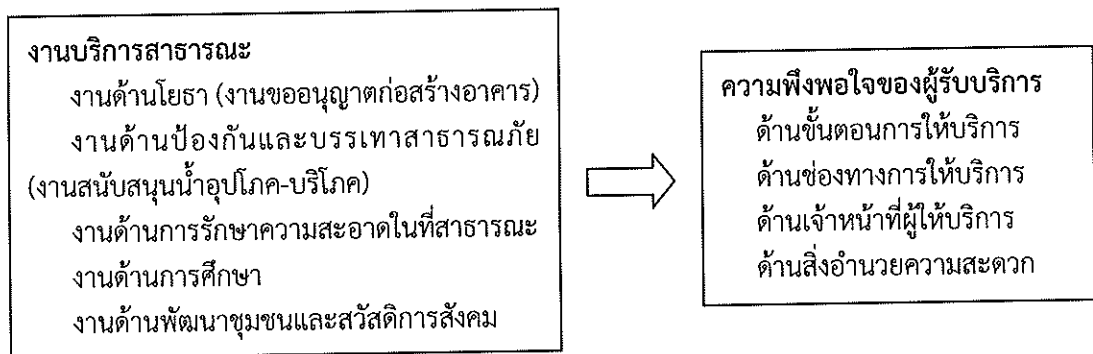 งานบริการสาธารณะ
งานด้านโยธา (งานขออนุญาตก่อสร้างอาคาร)
งานด้านป้องกันและบรรเทาสาธารณภัย
(งานสนับสนุนน้ำอุปโภค-บริโภค)
งานด้านการรักษาความสะอาดในที่สาธารณะ
งานด้านการศึกษา
งานด้านพัฒนาชุมชนและสวัสดิการสังคม
ความพึงพอใจของผู้รับบริการ
ด้านขั้นตอนการให้บริการ
ด้านช่องทางการให้บริการ
ด้านเจ้าหน้าที่ผู้ให้บริการ
ด้านสิ่งอำนวยความสะดวก